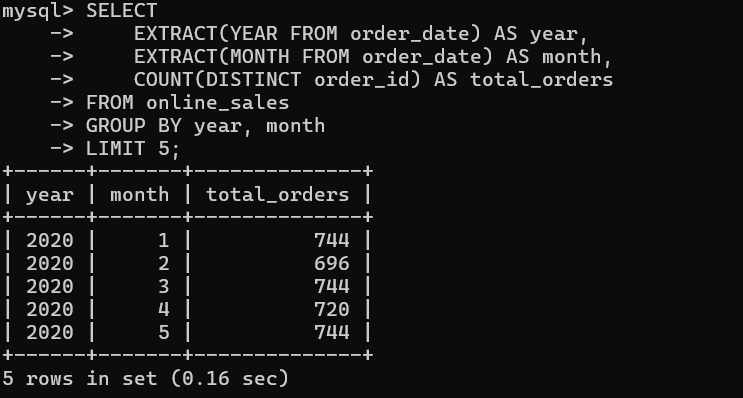 mysql> SELECT
    ->     EXTRACT(YEAR FROM order_date) AS year,
    ->     EXTRACT(MONTH FROM order_date) AS month,
    ->     COUNT(DISTINCT order_id) AS total_orders
    -> FROM online_sales
    -> GROUP BY year, month
    -> LIMIT 5;
+------+-------+--------------+
| year | month | total_orders |
+------+-------+--------------+
| 2020 |     1 |          744 |
| 2020 |     2 |          696 |
| 2020 |     3 |          744 |
| 2020 |     4 |          720 |
| 2020 |     5 |          744 |
+------+-------+--------------+
5 rows in set (0.16 sec)